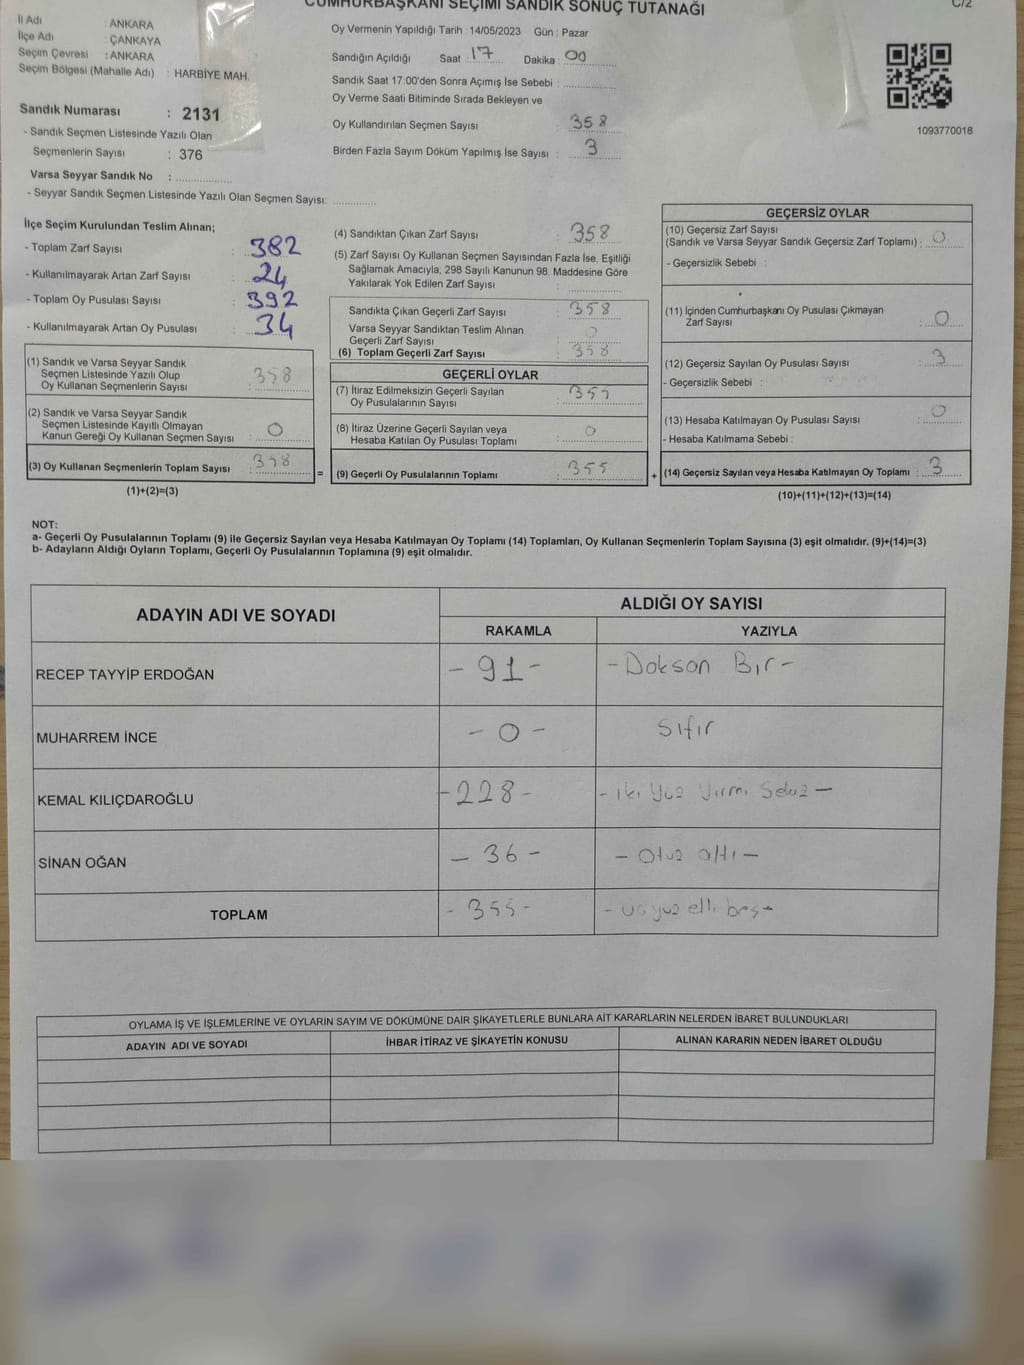 CUMHURBAŞKANI SEÇİMİ SANDIK SONUÇ TUTANAĞI
C/2
İl Adı : ANKARA
İlçe Adı : ÇANKAYA
Seçim Çevresi : ANKARA
Seçim Bölgesi (Mahalle Adı) : HARBİYE MAH.
Sandık Numarası : 2131
- Sandık Seçmen Listesinde Yazılı Olan
Seçmenlerin Sayısı : 376
Varsa Seyyar Sandık No :
- Seyyar Sandık Seçmen Listesinde Yazılı Olan Seçmen Sayısı:
Oy Vermenin Yapıldığı Tarih : 14/05/2023 Gün : Pazar
Sandığın Açıldığı Saat : 17 Dakika : 00
Sandık Saat 17:00'den Sonra Açımış İse Sebebi :
Oy Verme Saati Bitiminde Sırada Bekleyen ve
Oy Kullandırılan Seçmen Sayısı : 358
Birden Fazla Sayım Döküm Yapılmış İse Sayısı : 3
1093770018
İlçe Seçim Kurulundan Teslim Alınan;
- Toplam Zarf Sayısı : 382
- Kullanılmayarak Artan Zarf Sayısı : 24
- Toplam Oy Pusulası Sayısı : 392
- Kullanılmayarak Artan Oy Pusulası : 34
(1) Sandık ve Varsa Seyyar Sandık
Seçmen Listesinde Yazılı Olup
Oy Kullanan Seçmenlerin Sayısı : 358
(2) Sandık ve Varsa Seyyar Sandık
Seçmen Listesinde Kayıtlı Olmayan
Kanun Gereği Oy Kullanan Seçmen Sayısı : 0
(3) Oy Kullanan Seçmenlerin Toplam Sayısı : 358 =
(1)+(2)=(3)
(4) Sandıktan Çıkan Zarf Sayısı : 358
(5) Zarf Sayısı Oy Kullanan Seçmen Sayısından Fazla İse, Eşitliği
Sağlamak Amacıyla; 298 Sayılı Kanunun 98. Maddesine Göre
Yakılarak Yok Edilen Zarf Sayısı :
Sandıkta Çıkan Geçerli Zarf Sayısı : 358
Varsa Seyyar Sandıktan Teslim Alınan
Geçerli Zarf Sayısı : 0
(6) Toplam Geçerli Zarf Sayısı : 358
GEÇERLİ OYLAR
(7) İtiraz Edilmeksizin Geçerli Sayılan
Oy Pusulalarının Sayısı : 355
(8) İtiraz Üzerine Geçerli Sayılan veya
Hesaba Katılan Oy Pusulası Toplamı : 0
(9) Geçerli Oy Pusulalarının Toplamı : 355 +
GEÇERSİZ OYLAR
(10) Geçersiz Zarf Sayısı
(Sandık ve Varsa Seyyar Sandık Geçersiz Zarf Toplamı) : 0
- Geçersizlik Sebebi :
(11) İçinden Cumhurbaşkanı Oy Pusulası Çıkmayan
Zarf Sayısı : 0
(12) Geçersiz Sayılan Oy Pusulası Sayısı : 3
- Geçersizlik Sebebi :
(13) Hesaba Katılmayan Oy Pusulası Sayısı : 0
- Hesaba Katılmama Sebebi :
(14) Geçersiz Sayılan veya Hesaba Katılmayan Oy Toplamı : 3
(10)+(11)+(12)+(13)=(14)
NOT:
a- Geçerli Oy Pusulalarının Toplamı (9) ile Geçersiz Sayılan veya Hesaba Katılmayan Oy Toplamı (14) Toplamları, Oy Kullanan Seçmenlerin Toplam Sayısına (3) eşit olmalıdır. (9)+(14)=(3)
b- Adayların Aldığı Oyların Toplamı, Geçerli Oy Pusulalarının Toplamına (9) eşit olmalıdır.
ADAYIN ADI VE SOYADI
ALDIĞI OY SAYISI
RAKAMLA YAZIYLA
RECEP TAYYİP ERDOĞAN - 91 - - Doksan Bir -
MUHARREM İNCE - 0 - Sıfır
KEMAL KILIÇDAROĞLU - 228 - - iki Yüz Yirmi Sekiz -
SİNAN OĞAN - 36 - - Otuz altı -
TOPLAM - 355 - - üç yüz elli beş -
OYLAMA İŞ VE İŞLEMLERİNE VE OYLARIN SAYIM VE DÖKÜMÜNE DAİR ŞİKAYETLERLE BUNLARA AİT KARARLARIN NELERDEN İBARET BULUNDUKLARI
ADAYIN ADI VE SOYADI İHBAR İTİRAZ VE ŞİKAYETİN KONUSU ALINAN KARARIN NEDEN İBARET OLDUĞU